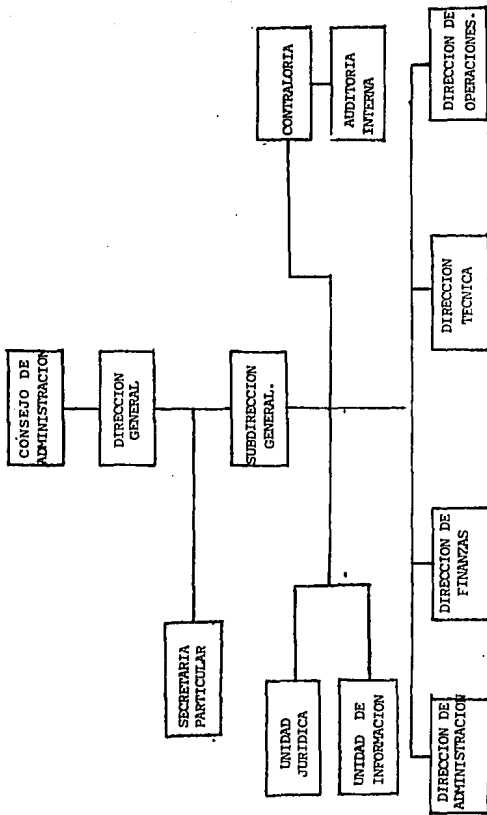 CONSEJO DE
ADMINISTRACION
DIRECCION
GENERAL
SECRETARIA
PARTICULAR
SUBDIRECCION
GENERAL.
CONTRALORIA
AUDITORIA
INTERNA
UNIDAD
JURIDICA
UNIDAD DE
INFORMACION
DIRECCION DE
ADMINISTRACION
DIRECCION DE
FINANZAS
DIRECCION
TECNICA
DIRECCION DE
OPERACIONES.